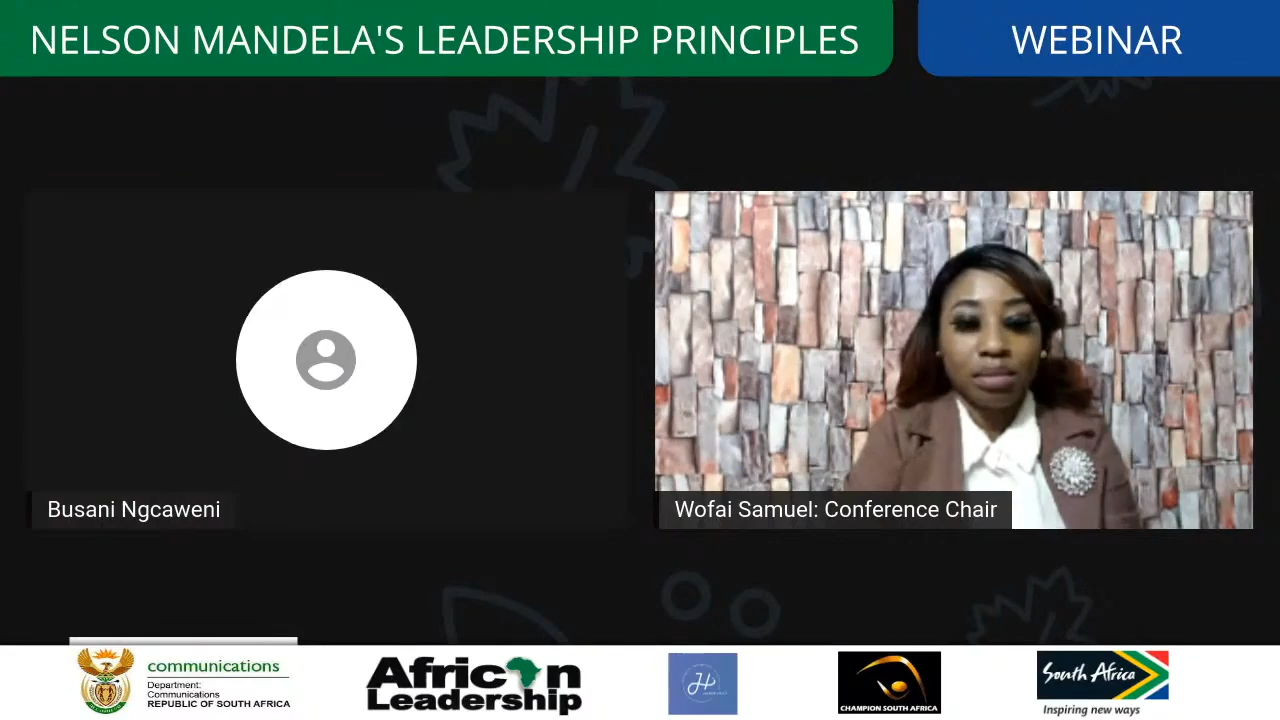 NELSON MANDELA'S LEADERSHIP PRINCIPLES
WEBINAR
Busani Ngcaweni
Wofai Samuel: Conference Chair
communications
Department:
Communications
REPUBLIC OF SOUTH AFRICA
African
Leadership
CHAMPION SOUTH AFRICA
South Africa
Inspiring new ways